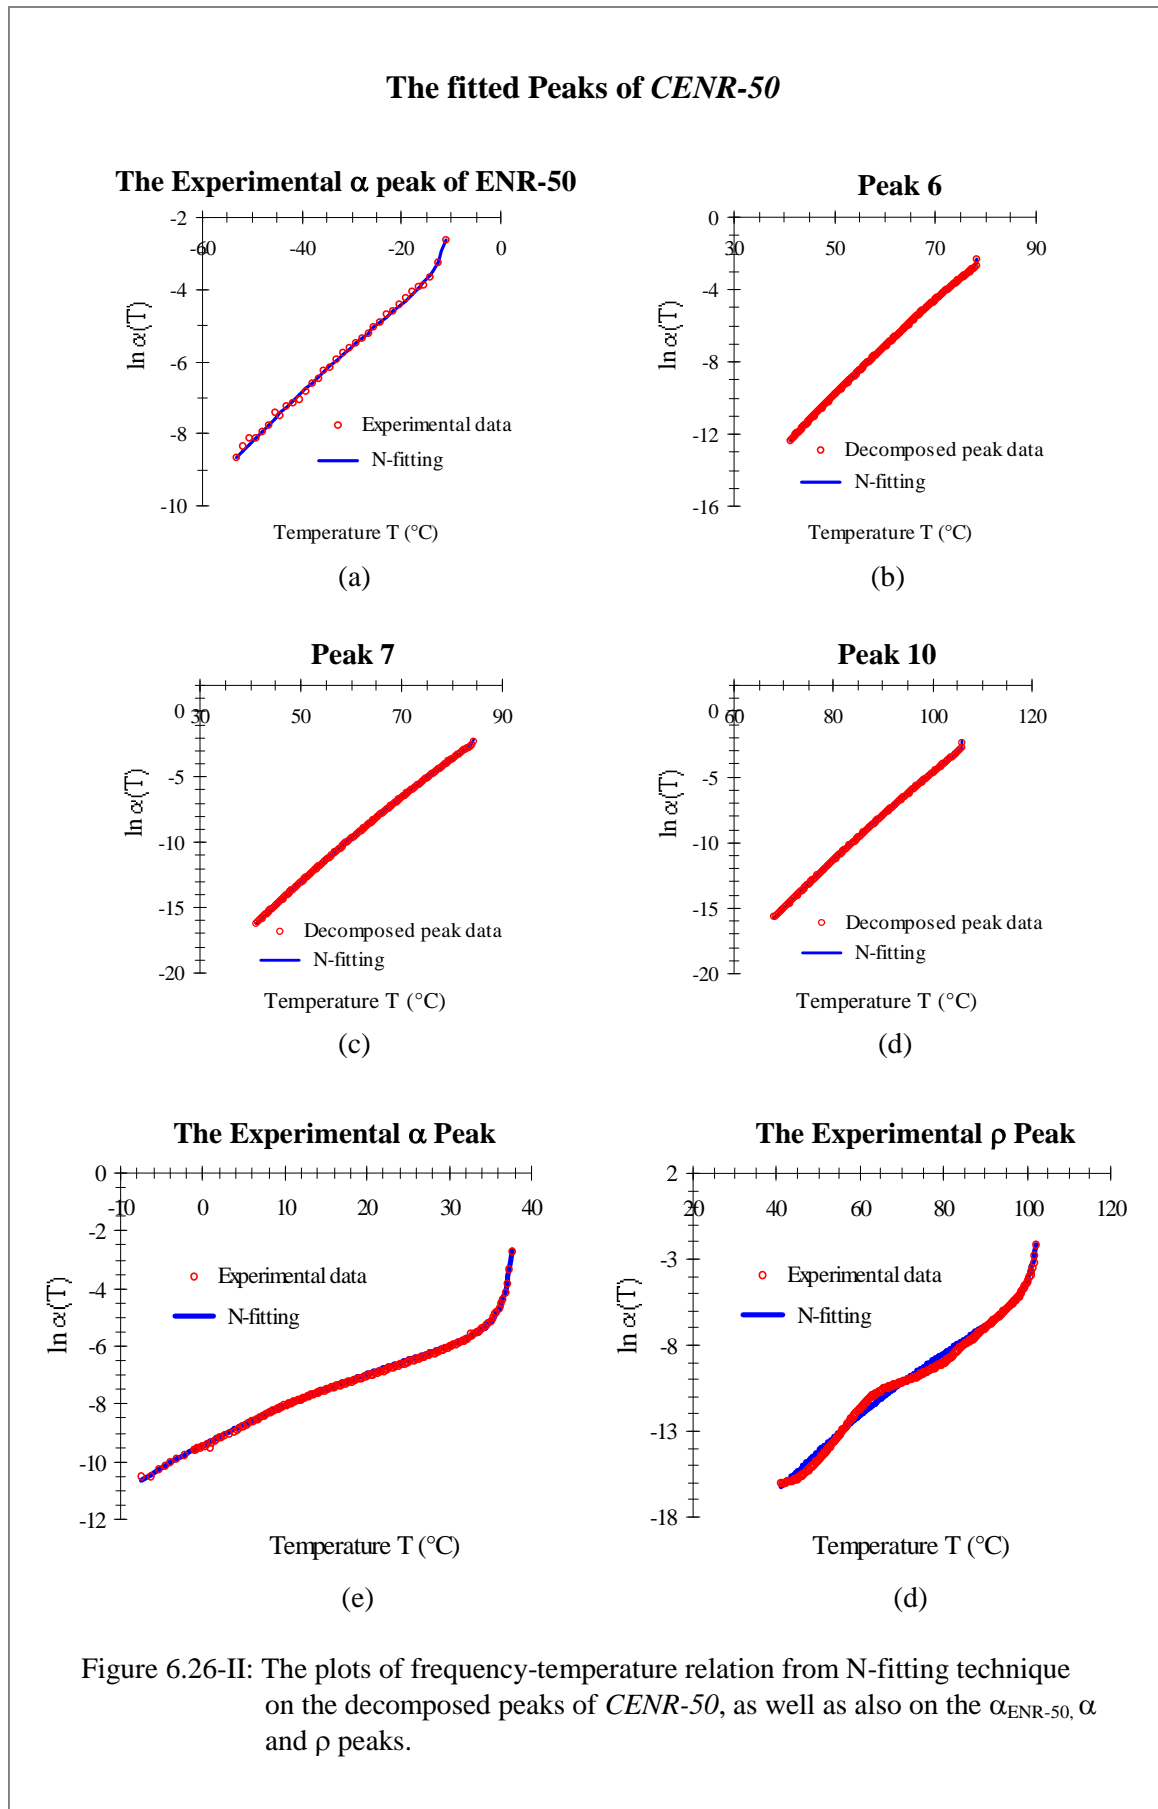 The fitted Peaks of CENR-50
The Experimental α peak of ENR-50
-2
-60 -40 -20 0
-4
-6
-8
-10
ln α(T)
Experimental data
N-fitting
Temperature T (°C)
(a)
Peak 6
0
30 50 70 90
-4
-8
-12
-16
ln α(T)
Decomposed peak data
N-fitting
Temperature T (°C)
(b)
Peak 7
0
30 50 70 90
-5
-10
-15
-20
ln α(T)
Decomposed peak data
N-fitting
Temperature T (°C)
(c)
Peak 10
0
60 80 100 120
-5
-10
-15
-20
ln α(T)
Decomposed peak data
N-fitting
Temperature T (°C)
(d)
The Experimental α Peak
0
-10 0 10 20 30 40
-2
-4
-6
-8
-10
-12
ln α(T)
Experimental data
N-fitting
Temperature T (°C)
(e)
The Experimental ρ Peak
2
20 40 60 80 100 120
-3
-8
-13
-18
ln α(T)
Experimental data
N-fitting
Temperature T (°C)
(d)
Figure 6.26-II: The plots of frequency-temperature relation from N-fitting technique
on the decomposed peaks of CENR-50, as well as also on the αENR-50, α
and ρ peaks.